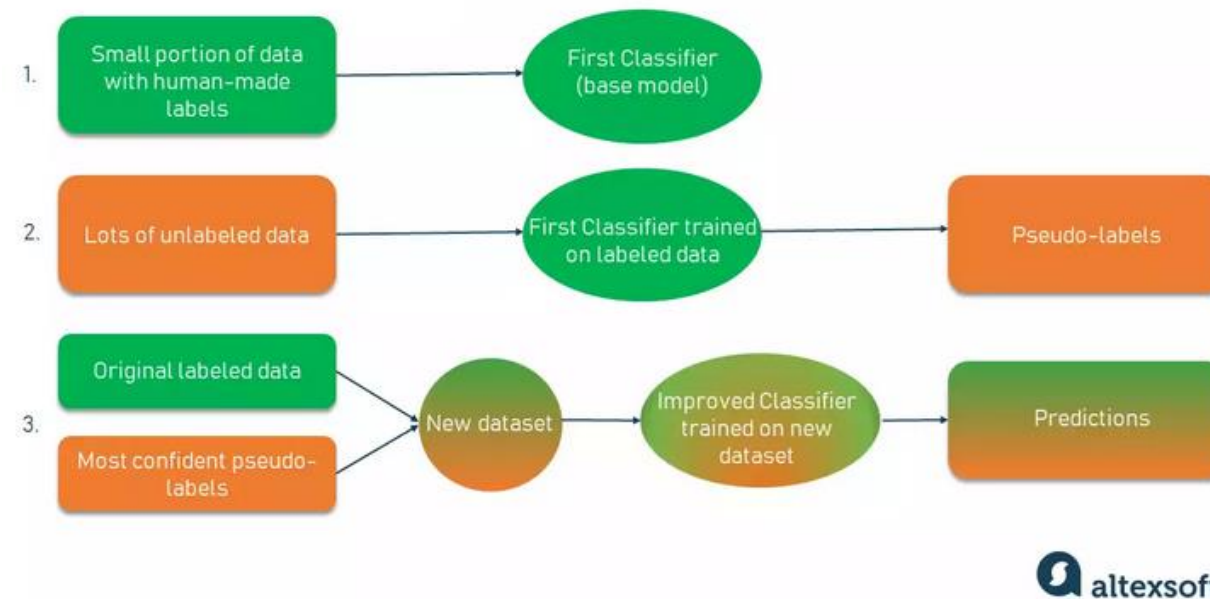 1.
Small portion of data
with human-made
labels
First Classifier
(base model)
2.
Lots of unlabeled data
First Classifier trained
on labeled data
Pseudo-labels
3.
Original labeled data
Most confident pseudo-
labels
New dataset
Improved Classifier
trained on new
dataset
Predictions
altexsoft